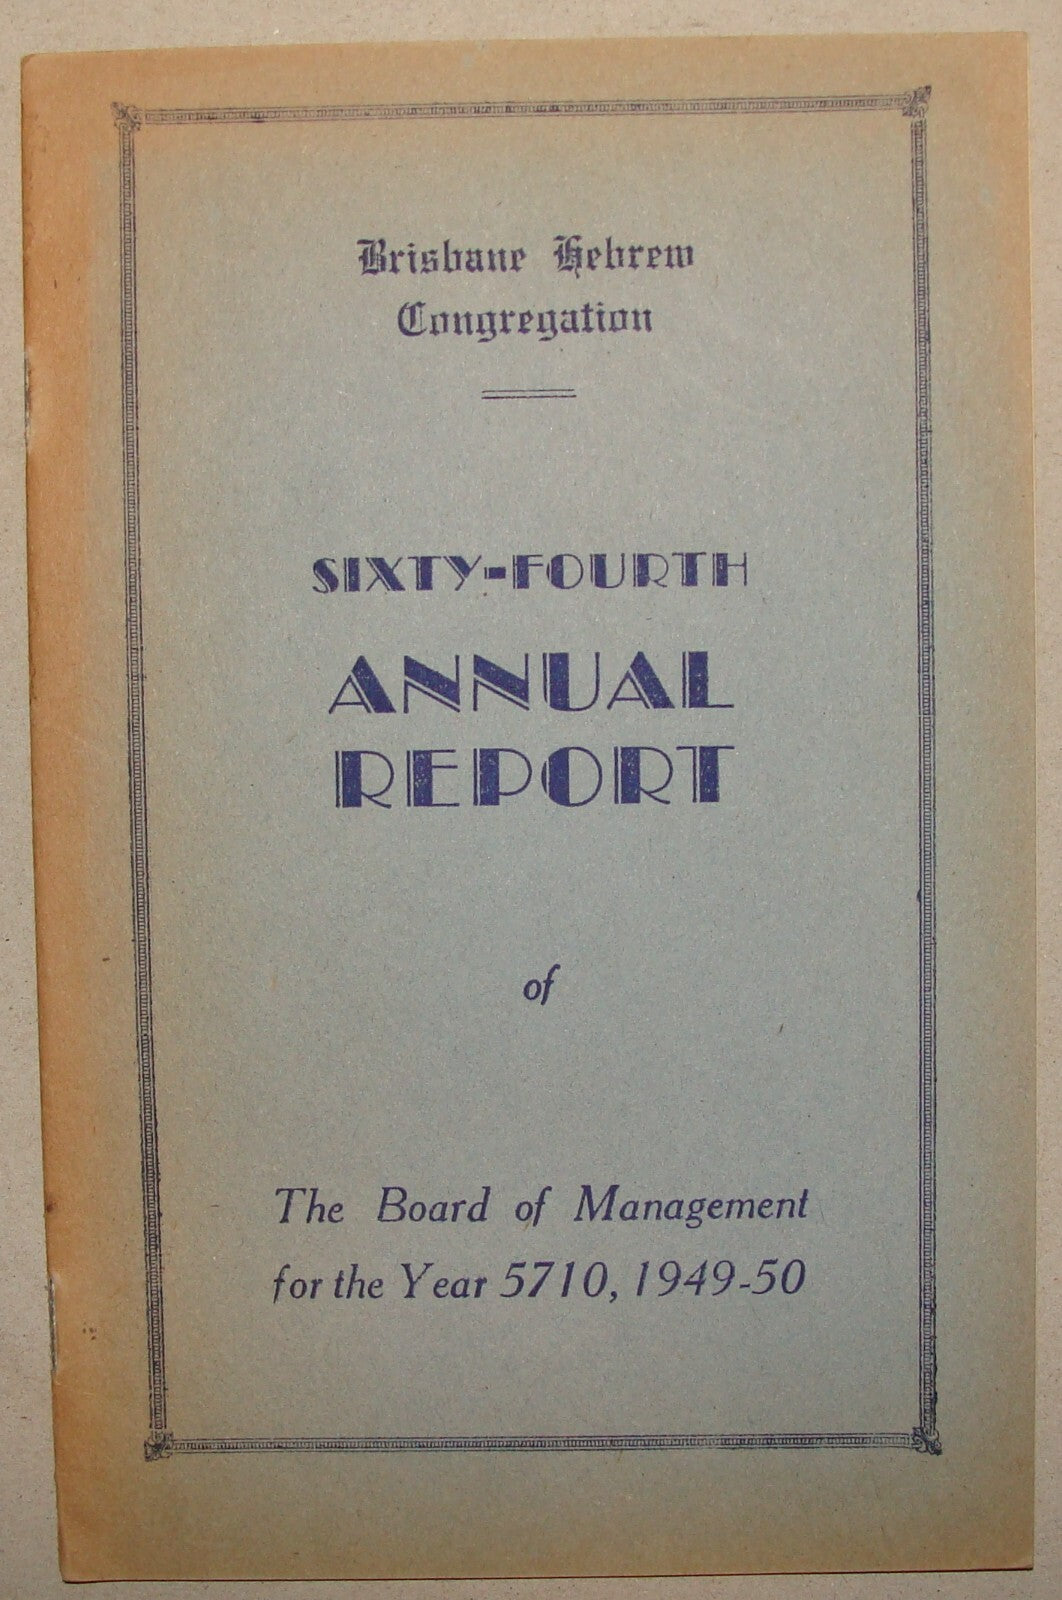 Brisbane Hebrew
Congregation
SIXTY-FOURTH
ANNUAL
REPORT
of
The Board of Management
for the Year 5710, 1949-50